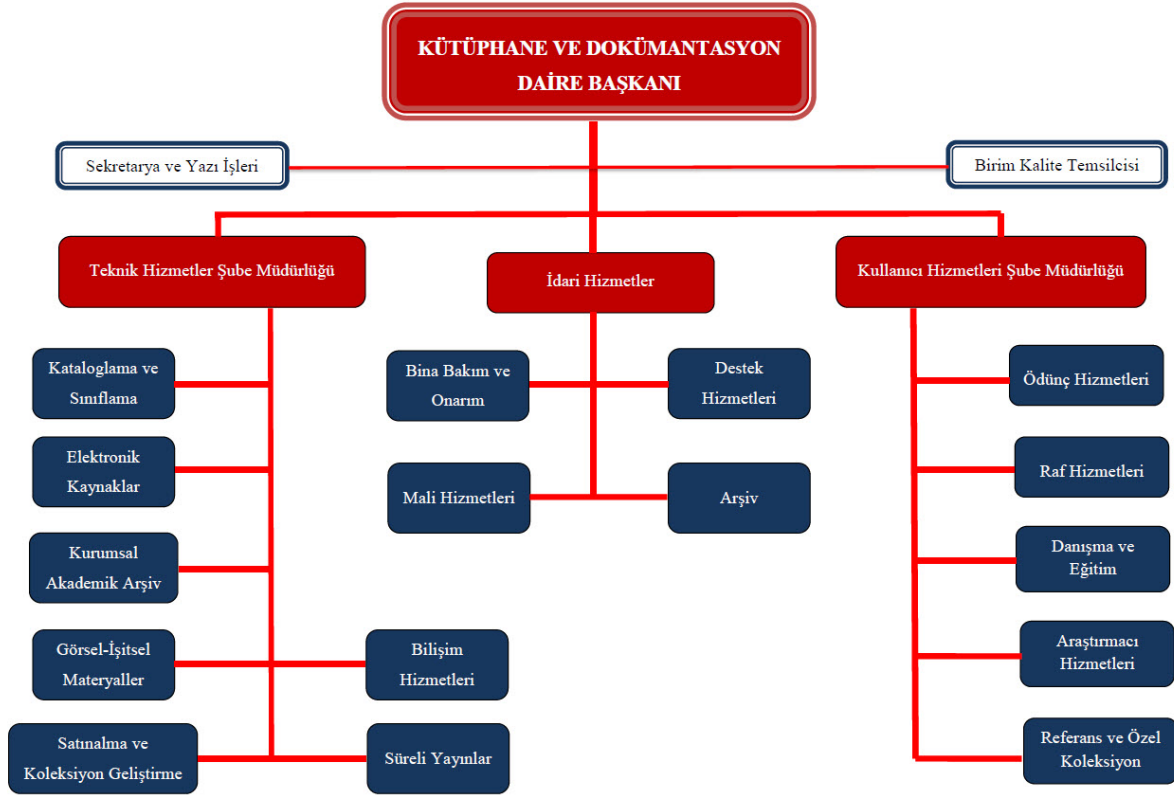 KÜTÜPHANE VE DOKÜMANTASYON
DAİRE BAŞKANI
Sekretarya ve Yazı İşleri
Birim Kalite Temsilcisi
Teknik Hizmetler Şube Müdürlüğü
İdari Hizmetler
Kullanıcı Hizmetleri Şube Müdürlüğü
Kataloglama ve
Sınıflama
Elektronik
Kaynaklar
Kurumsal
Akademik Arşiv
Görsel-İşitsel
Materyaller
Bilişim
Hizmetleri
Satınalma ve
Koleksiyon Geliştirme
Süreli Yayınlar
Bina Bakım ve
Onarım
Destek
Hizmetleri
Mali Hizmetleri
Arşiv
Ödünç Hizmetleri
Raf Hizmetleri
Danışma ve
Eğitim
Araştırmacı
Hizmetleri
Referans ve Özel
Koleksiyon